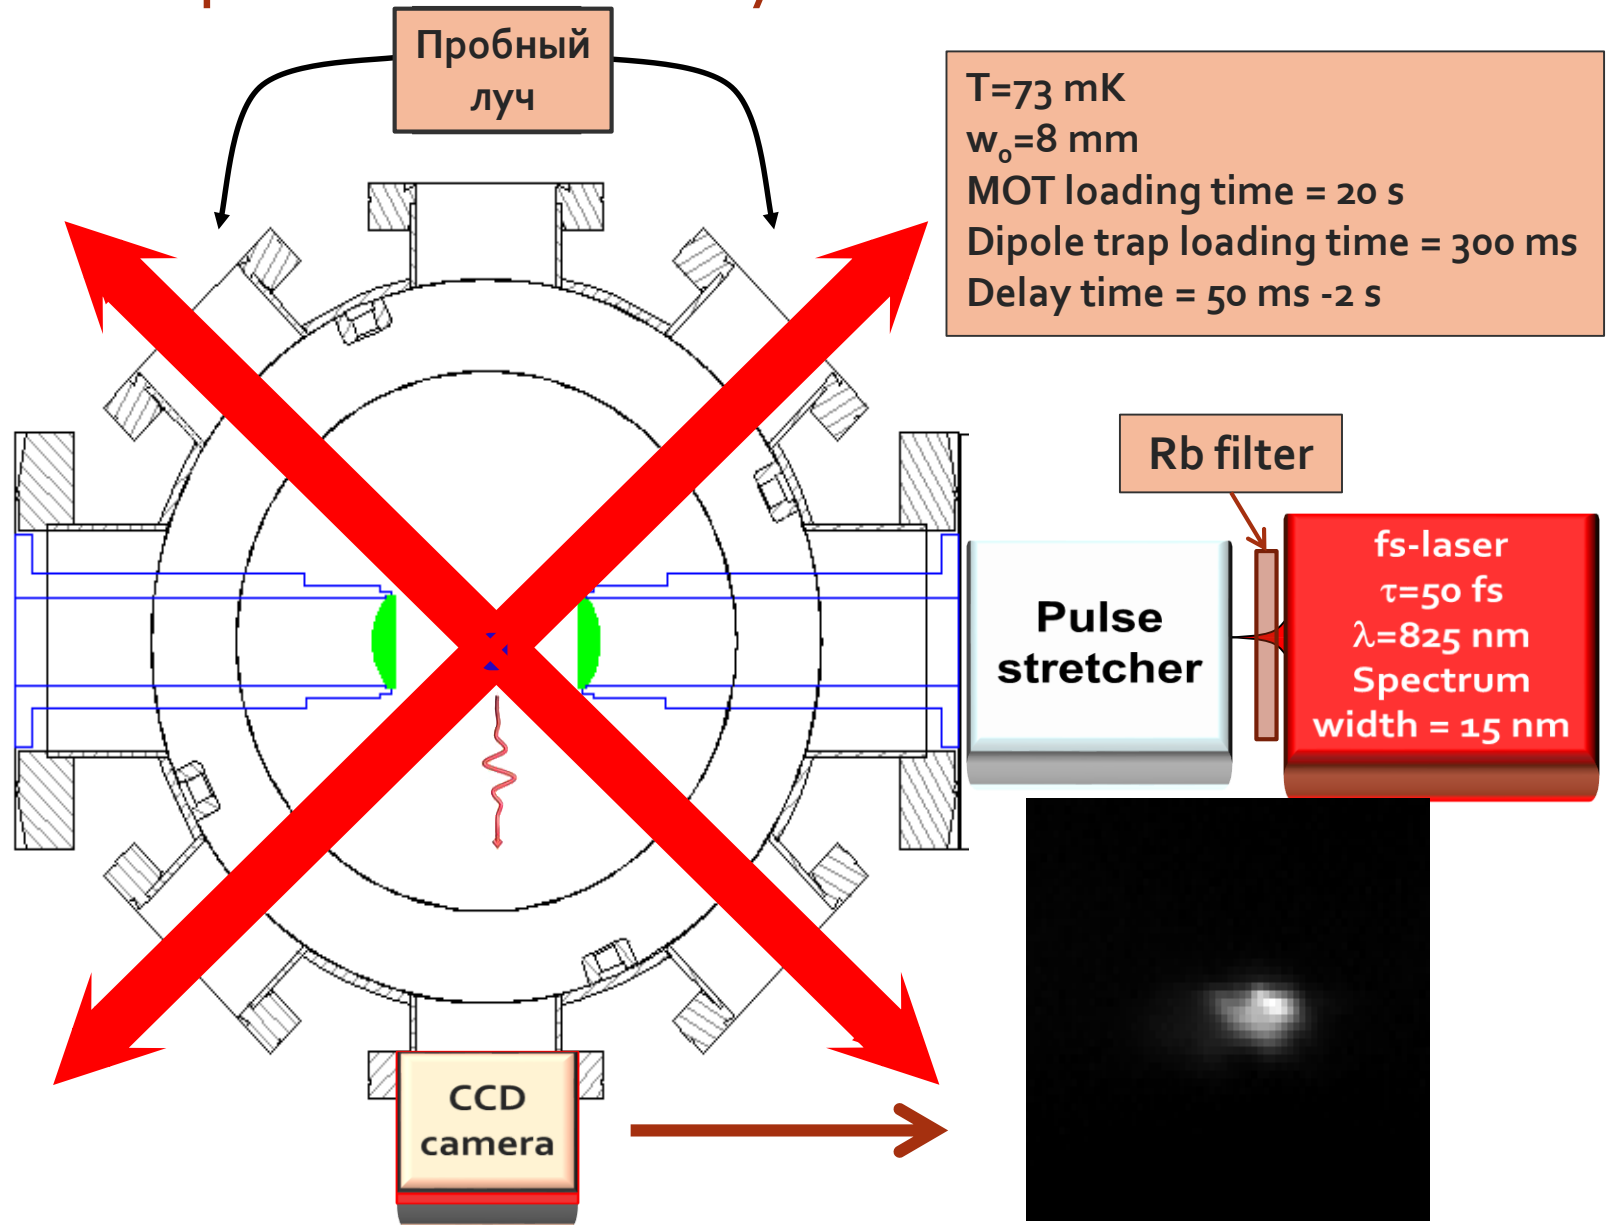 Пробный
луч
T=73 mK
w₀=8 mm
MOT loading time = 20 s
Dipole trap loading time = 300 ms
Delay time = 50 ms -2 s
Rb filter
fs-laser
τ=50 fs
λ=825 nm
Spectrum
width = 15 nm
Pulse
stretcher
CCD
camera